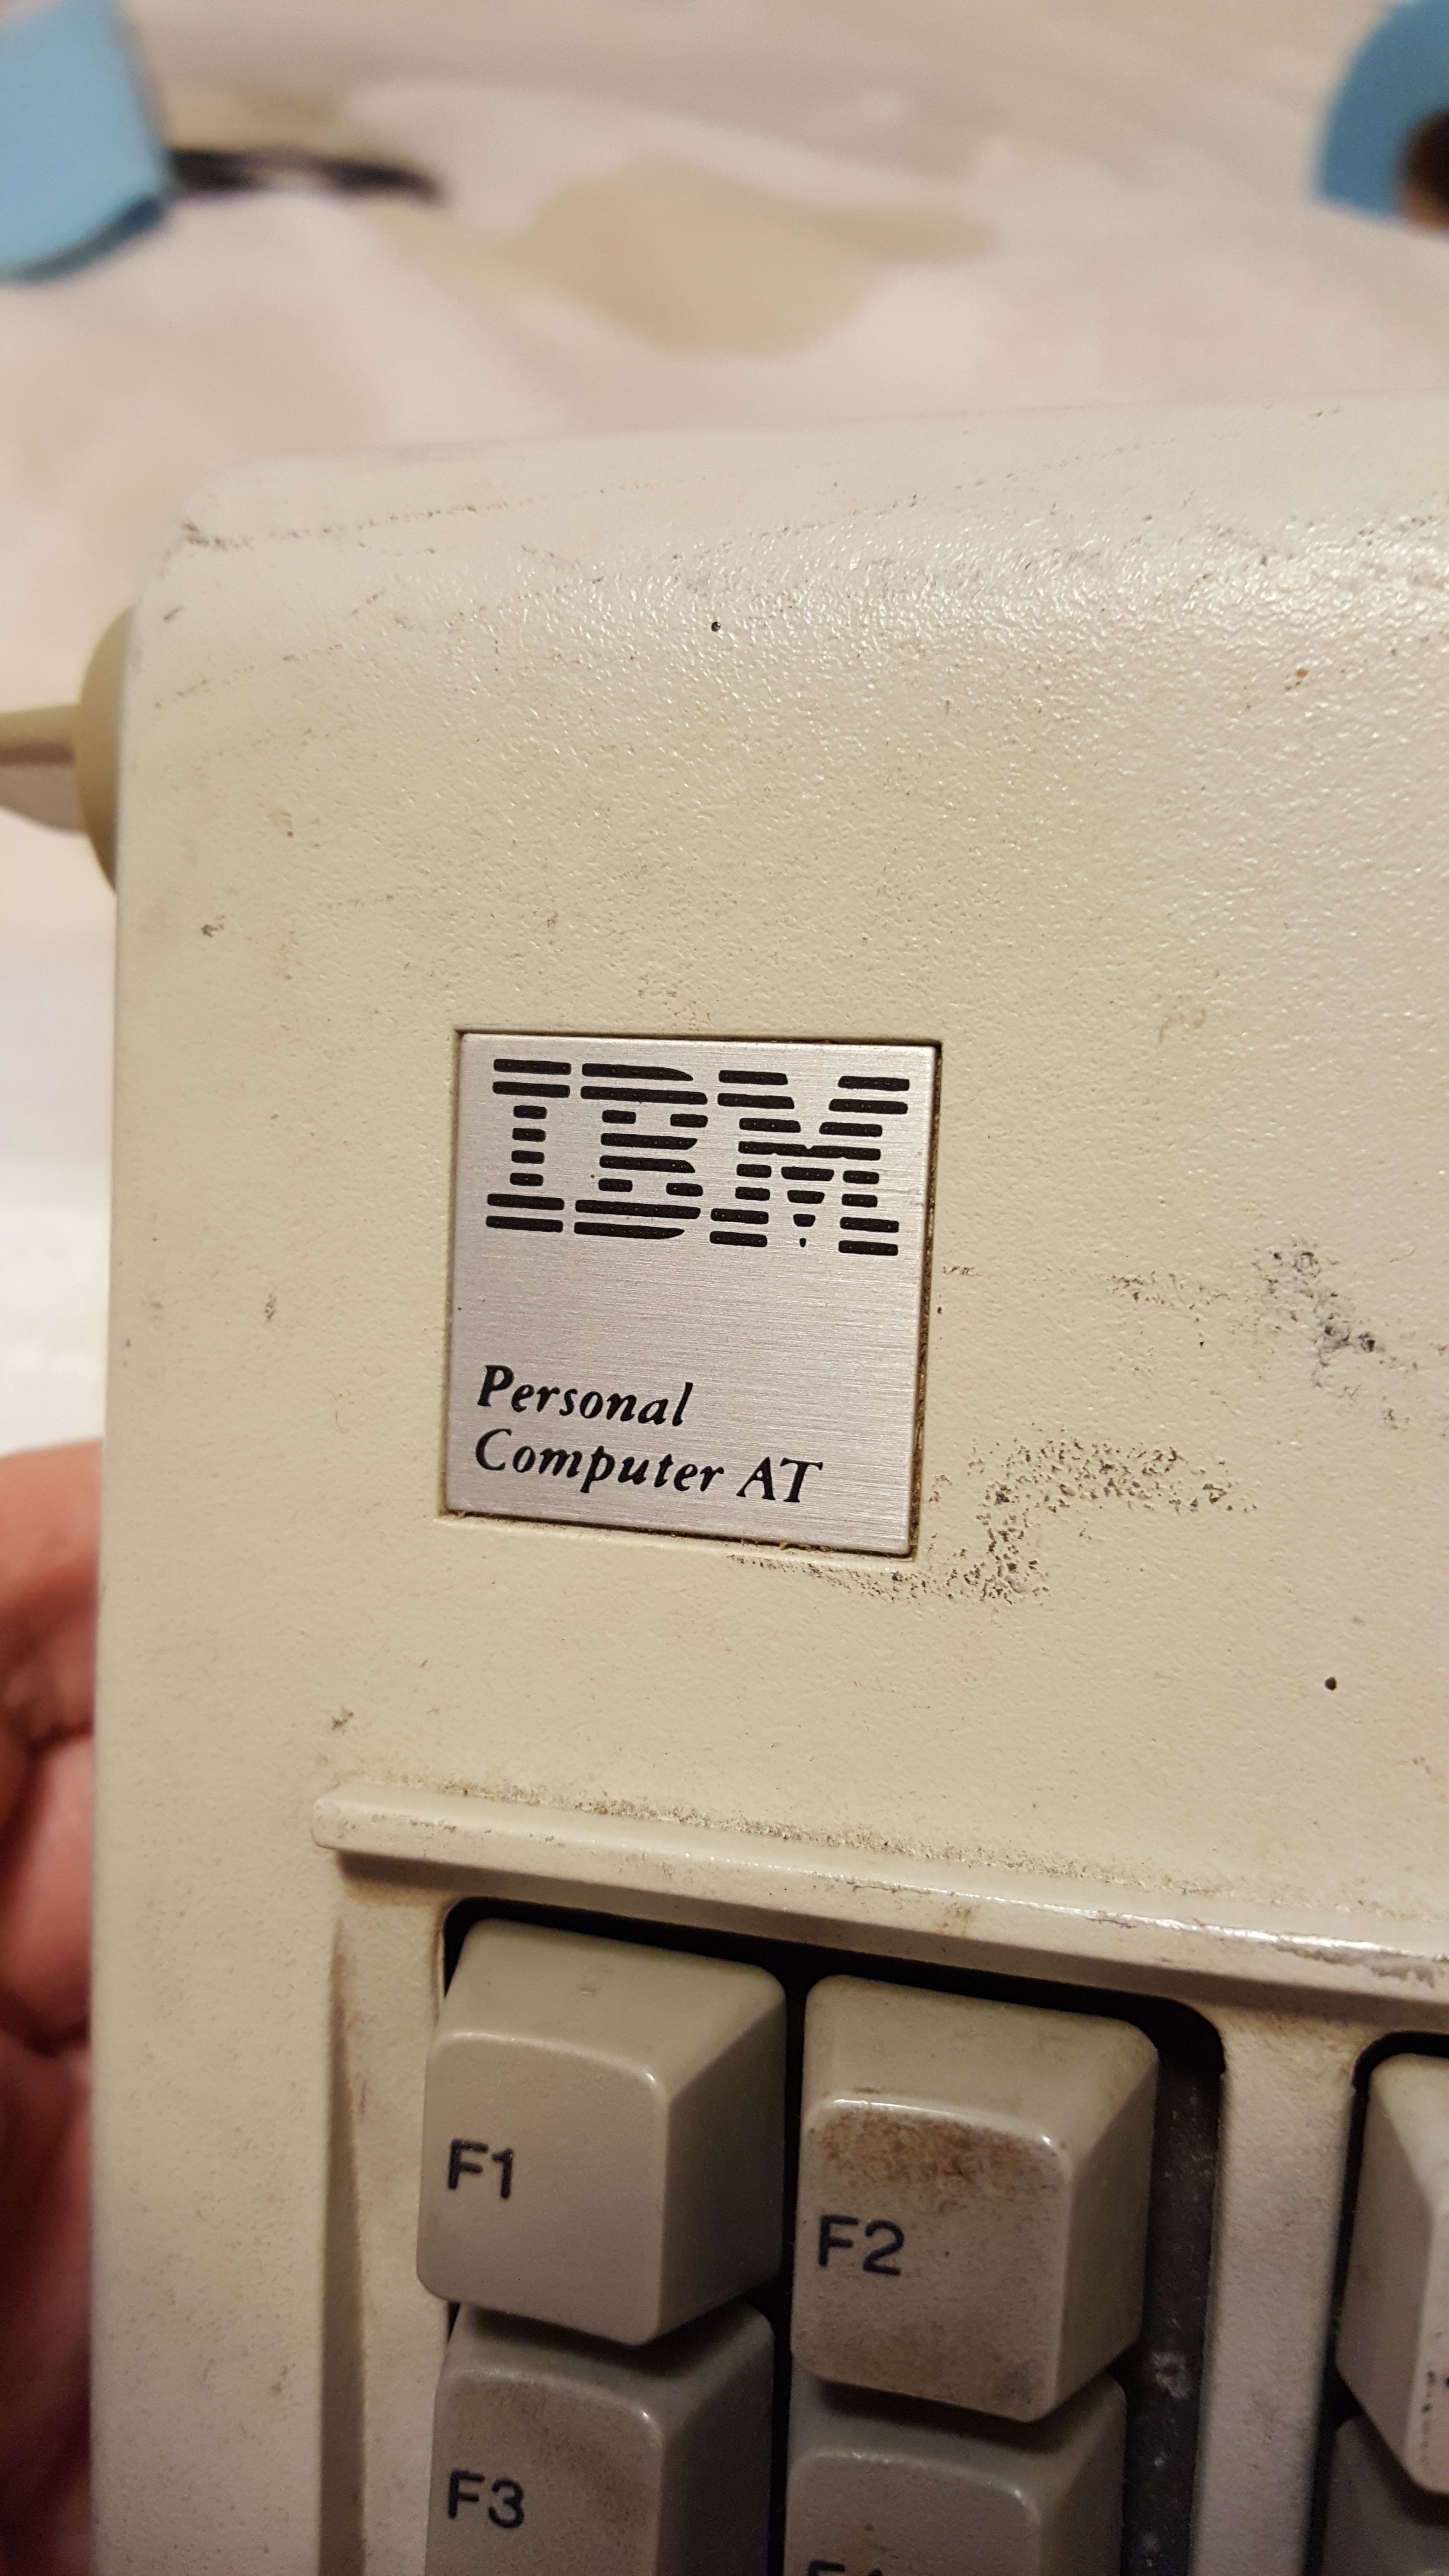 IBM
Personal
Computer AT
F1
F2
F3